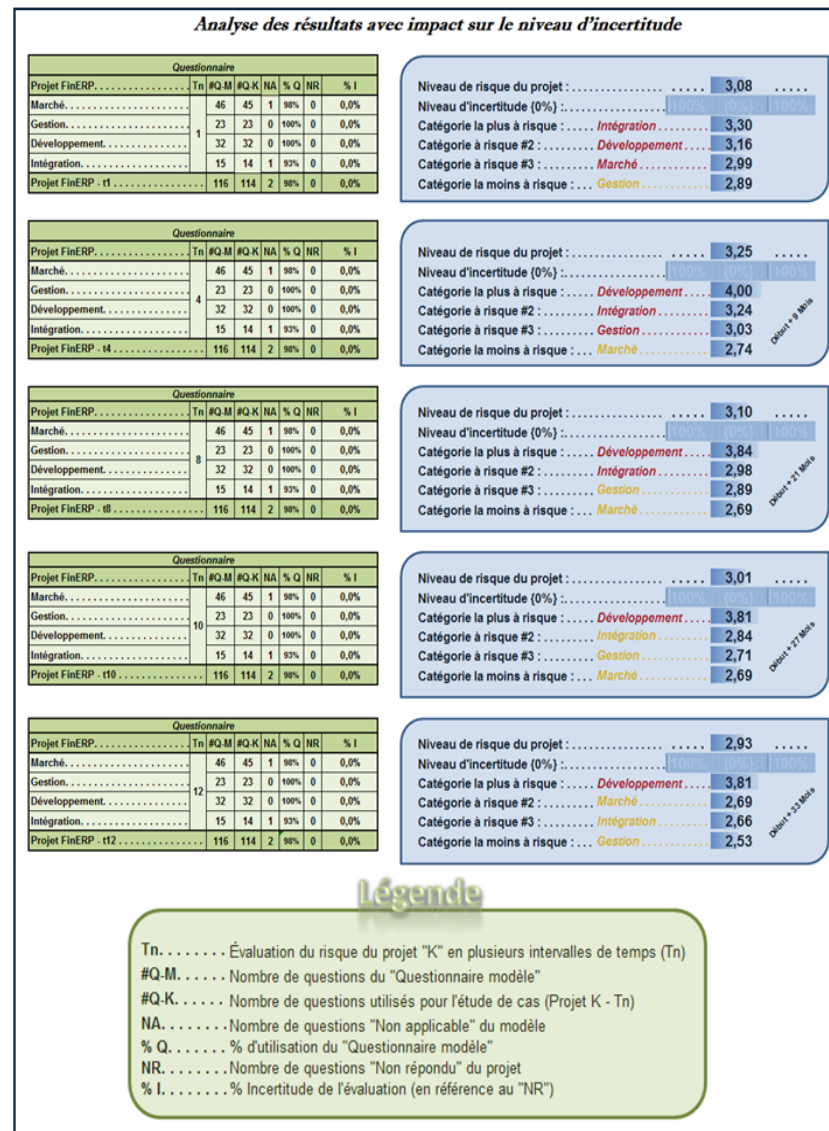 Analyse des résultats avec impact sur le niveau d'incertitude
Questionnaire
Projet FinERP. . . . . . . . . . . . . . . . . . . Tn #Q-M #Q-K NA % Q NR % I
Marché. . . . . . . . . . . . . . . . . . . . . . . . 46 45 1 98% 0 0,0%
Gestion. . . . . . . . . . . . . . . . . . . . . . . 23 23 0 100% 0 0,0%
1
Développement. . . . . . . . . . . . . . . . . 32 32 0 100% 0 0,0%
Intégration. . . . . . . . . . . . . . . . . . . . . 15 14 1 93% 0 0,0%
Projet FinERP - t1 . . . . . . . . . . . . . . . 116 114 2 98% 0 0,0%
Niveau de risque du projet : . . . . . . . . . . . . . . . . . . . . 3,08 . . . . .
Niveau d'incertitude {0%} :. . . . . . . . . . . 100% {0%} 100%
Catégorie la plus à risque : . . . . . Intégration . . . . . . . . . 3,30
Catégorie à risque #2 : . . . . . . . . Développement . . . . . 3,16
Catégorie à risque #3 : . . . . . . . . Marché . . . . . . . . . . . . 2,99
Catégorie la moins à risque : . . . Gestion . . . . . . . . . . . 2,89
Questionnaire
Projet FinERP. . . . . . . . . . . . . . . . . . . Tn #Q-M #Q-K NA % Q NR % I
Marché. . . . . . . . . . . . . . . . . . . . . . . . 46 45 1 98% 0 0,0%
Gestion. . . . . . . . . . . . . . . . . . . . . . . 23 23 0 100% 0 0,0%
4
Développement. . . . . . . . . . . . . . . . . 32 32 0 100% 0 0,0%
Intégration. . . . . . . . . . . . . . . . . . . . . 15 14 1 93% 0 0,0%
Projet FinERP - t4 . . . . . . . . . . . . . . . 116 114 2 98% 0 0,0%
Niveau de risque du projet : . . . . . . . . . . . . . . . . . . . . 3,25 . . . . .
Niveau d'incertitude {0%} :. . . . . . . . . . . 100% {0%} 100%
Catégorie la plus à risque : . . . . . Développement . . . . . 4,00
Catégorie à risque #2 : . . . . . . . . Intégration . . . . . . . . . 3,24
Catégorie à risque #3 : . . . . . . . . Gestion . . . . . . . . . . . 3,03
Catégorie la moins à risque : . . . Marché . . . . . . . . . . . . 2,74
Début + 9 Mois
Questionnaire
Projet FinERP. . . . . . . . . . . . . . . . . . . Tn #Q-M #Q-K NA % Q NR % I
Marché. . . . . . . . . . . . . . . . . . . . . . . . 46 45 1 98% 0 0,0%
Gestion. . . . . . . . . . . . . . . . . . . . . . . 23 23 0 100% 0 0,0%
8
Développement. . . . . . . . . . . . . . . . . 32 32 0 100% 0 0,0%
Intégration. . . . . . . . . . . . . . . . . . . . . 15 14 1 93% 0 0,0%
Projet FinERP - t8 . . . . . . . . . . . . . . . 116 114 2 98% 0 0,0%
Niveau de risque du projet : . . . . . . . . . . . . . . . . . . . . 3,10 . . . . .
Niveau d'incertitude {0%} :. . . . . . . . . . . 100% {0%} 100%
Catégorie la plus à risque : . . . . . Développement . . . . . 3,84
Catégorie à risque #2 : . . . . . . . . Intégration . . . . . . . . . 2,98
Catégorie à risque #3 : . . . . . . . . Gestion . . . . . . . . . . . 2,89
Catégorie la moins à risque : . . . Marché . . . . . . . . . . . . 2,69
Début + 21 Mois
Questionnaire
Projet FinERP. . . . . . . . . . . . . . . . . . . Tn #Q-M #Q-K NA % Q NR % I
Marché. . . . . . . . . . . . . . . . . . . . . . . . 46 45 1 98% 0 0,0%
Gestion. . . . . . . . . . . . . . . . . . . . . . . 23 23 0 100% 0 0,0%
10
Développement. . . . . . . . . . . . . . . . . 32 32 0 100% 0 0,0%
Intégration. . . . . . . . . . . . . . . . . . . . . 15 14 1 93% 0 0,0%
Projet FinERP - t10 . . . . . . . . . . . . . . 116 114 2 98% 0 0,0%
Niveau de risque du projet : . . . . . . . . . . . . . . . . . . . . 3,01 . . . . .
Niveau d'incertitude {0%} :. . . . . . . . . . . 100% {0%} 100%
Catégorie la plus à risque : . . . . . Développement . . . . . 3,81
Catégorie à risque #2 : . . . . . . . . Intégration . . . . . . . . . 2,84
Catégorie à risque #3 : . . . . . . . . Gestion . . . . . . . . . . . 2,71
Catégorie la moins à risque : . . . Marché . . . . . . . . . . . . 2,69
Début + 27 Mois
Questionnaire
Projet FinERP. . . . . . . . . . . . . . . . . . . Tn #Q-M #Q-K NA % Q NR % I
Marché. . . . . . . . . . . . . . . . . . . . . . . . 46 45 1 98% 0 0,0%
Gestion. . . . . . . . . . . . . . . . . . . . . . . 23 23 0 100% 0 0,0%
12
Développement. . . . . . . . . . . . . . . . . 32 32 0 100% 0 0,0%
Intégration. . . . . . . . . . . . . . . . . . . . . 15 14 1 93% 0 0,0%
Projet FinERP - t12 . . . . . . . . . . . . . . 116 114 2 98% 0 0,0%
Niveau de risque du projet : . . . . . . . . . . . . . . . . . . . . 2,93 . . . . .
Niveau d'incertitude {0%} :. . . . . . . . . . . 100% {0%} 100%
Catégorie la plus à risque : . . . . . Développement . . . . . 3,81
Catégorie à risque #2 : . . . . . . . . Marché . . . . . . . . . . . . 2,69
Catégorie à risque #3 : . . . . . . . . Intégration . . . . . . . . . 2,66
Catégorie la moins à risque : . . . Gestion . . . . . . . . . . . 2,53
Début + 33 Mois
Légende
Tn. . . . . . . . Évaluation du risque du projet "K" en plusieurs intervalles de temps (Tn)
#Q-M. . . . . . Nombre de questions du "Questionnaire modèle"
#Q-K. . . . . . Nombre de questions utilisés pour l'étude de cas (Projet K - Tn)
NA. . . . . . . . Nombre de questions "Non applicable" du modèle
% Q. . . . . . . % d'utilisation du "Questionnaire modèle"
NR. . . . . . . . Nombre de questions "Non répondu" du projet
% I. . . . . . . . % Incertitude de l'évaluation (en référence au "NR")